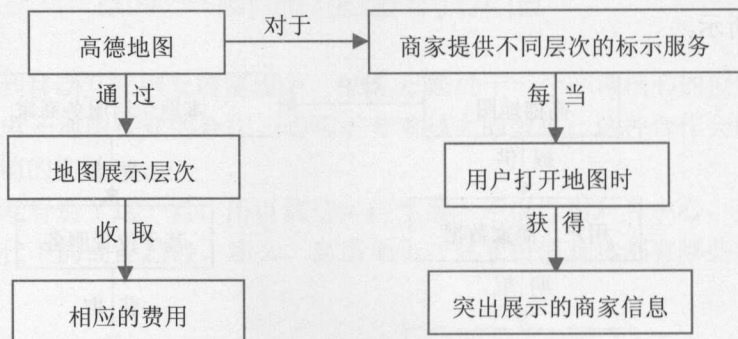 对于
高德地图
商家提供不同层次的标示服务
通过
每当
地图展示层次
用户打开地图时
收取
获得
相应的费用
突出展示的商家信息